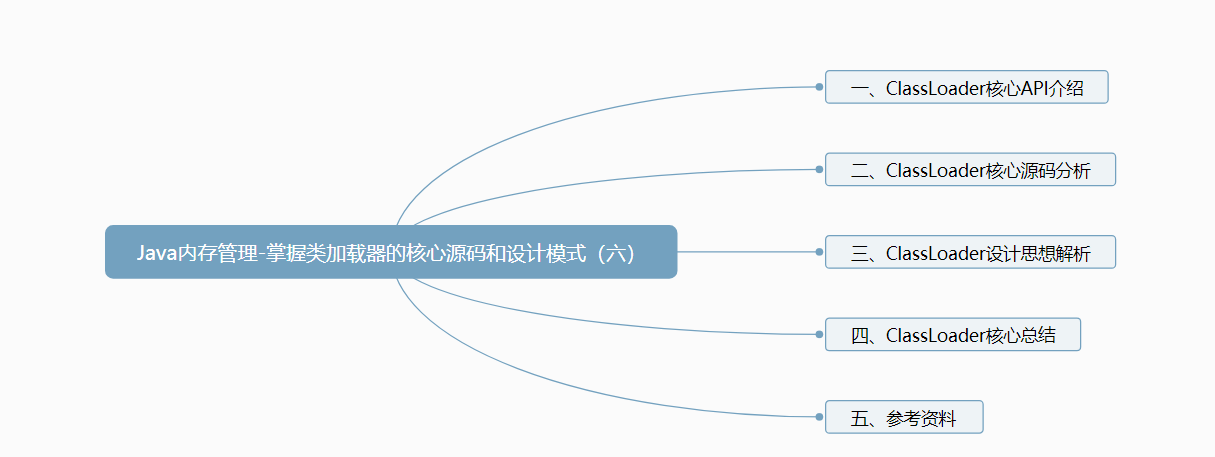 一、ClassLoader核心API介绍
二、ClassLoader核心源码分析
Java内存管理-掌握类加载器的核心源码和设计模式（六）
三、ClassLoader设计思想解析
四、ClassLoader核心总结
五、参考资料